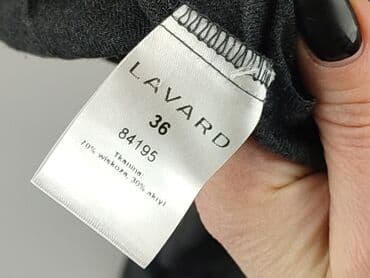 LAVARD
36
84195
Tkanina:
70% wiskoza, 30% akryl